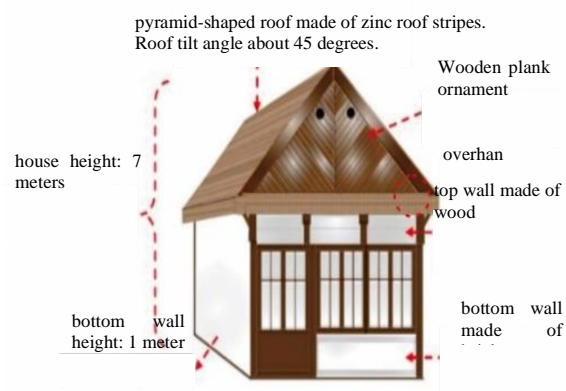 pyramid-shaped roof made of zinc roof stripes.
Roof tilt angle about 45 degrees.
Wooden plank
ornament
house height: 7
meters
overhan
top wall made of
wood
bottom wall
height: 1 meter
bottom wall
made of